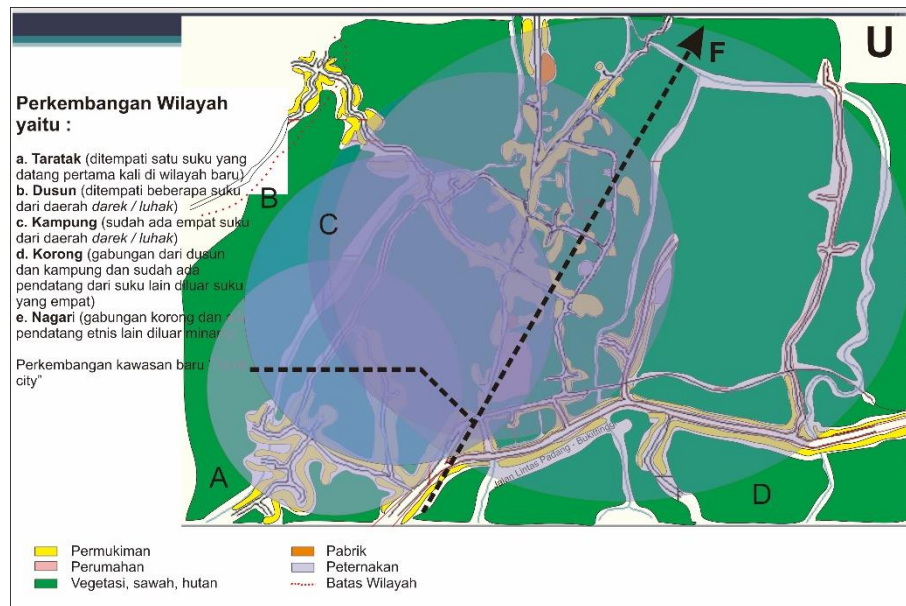 U
F
Perkembangan Wilayah
yaitu :
a. Taratak (ditempati satu suku yang
datang pertama kali di wilayah baru)
b. Dusun (ditempati beberapa suku
dari daerah darek / luhak)
c. Kampung (sudah ada empat suku
dari daerah darek / luhak)
d. Korong (gabungan dari dusun
dan kampung dan sudah ada
pendatang dari suku lain diluar suku
yang empat)
e. Nagari (gabungan korong dan
pendatang etnis lain diluar
Perkembangan kawasan baru
city"
B
C
A
D
Jalan Lintas Padang - Bukittinggi
Permukiman
Perumahan
Vegetasi, sawah, hutan
Pabrik
Peternakan
Batas Wilayah